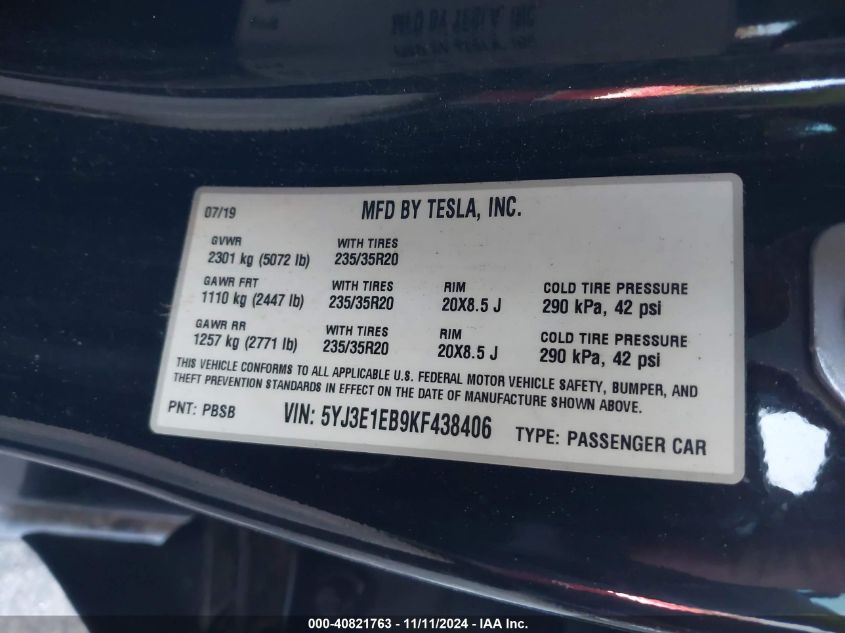 MFD BY TESLA, INC.
07/19 MFD BY TESLA, INC.
GVWR WITH TIRES
2301 kg (5072 lb) 235/35R20
GAWR FRT WITH TIRES RIM COLD TIRE PRESSURE
1110 kg (2447 lb) 235/35R20 20X8.5 J 290 kPa, 42 psi
GAWR RR WITH TIRES RIM COLD TIRE PRESSURE
1257 kg (2771 lb) 235/35R20 20X8.5 J 290 kPa, 42 psi
THIS VEHICLE CONFORMS TO ALL APPLICABLE U.S. FEDERAL MOTOR VEHICLE SAFETY, BUMPER, AND
THEFT PREVENTION STANDARDS IN EFFECT ON THE DATE OF MANUFACTURE SHOWN ABOVE.
PNT: PBSB VIN: 5YJ3E1EB9KF438406 TYPE: PASSENGER CAR
000-40821763 - 11/11/2024 - IAA Inc.